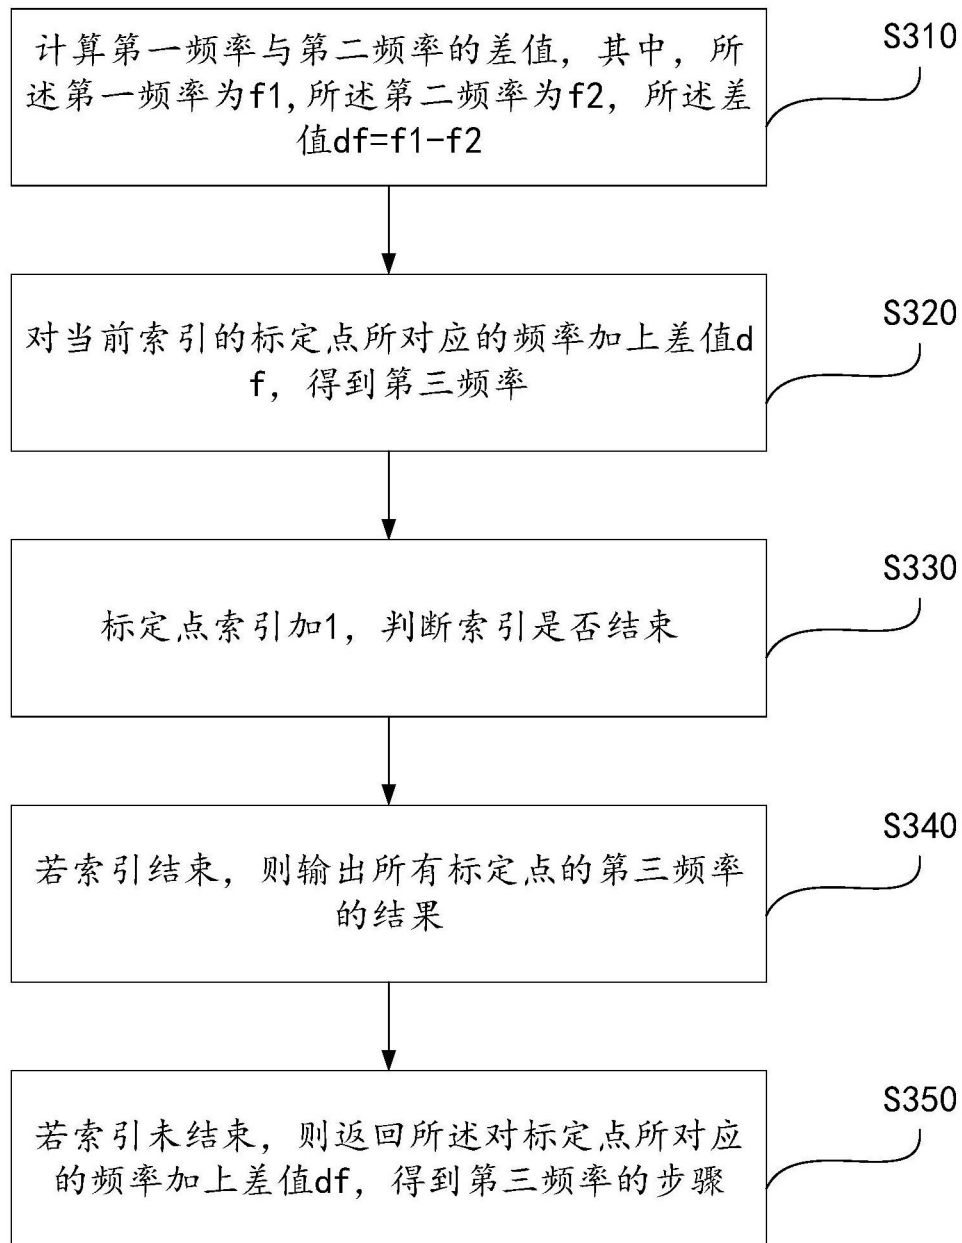 计算第一频率与第二频率的差值，其中，所
述第一频率为f1,所述第二频率为f2，所述差
值df=f1-f2
S310
对当前索引的标定点所对应的频率加上差值d
f，得到第三频率
S320
标定点索引加1，判断索引是否结束
S330
若索引结束，则输出所有标定点的第三频率
的结果
S340
若索引未结束，则返回所述对标定点所对应
的频率加上差值df，得到第三频率的步骤
S350